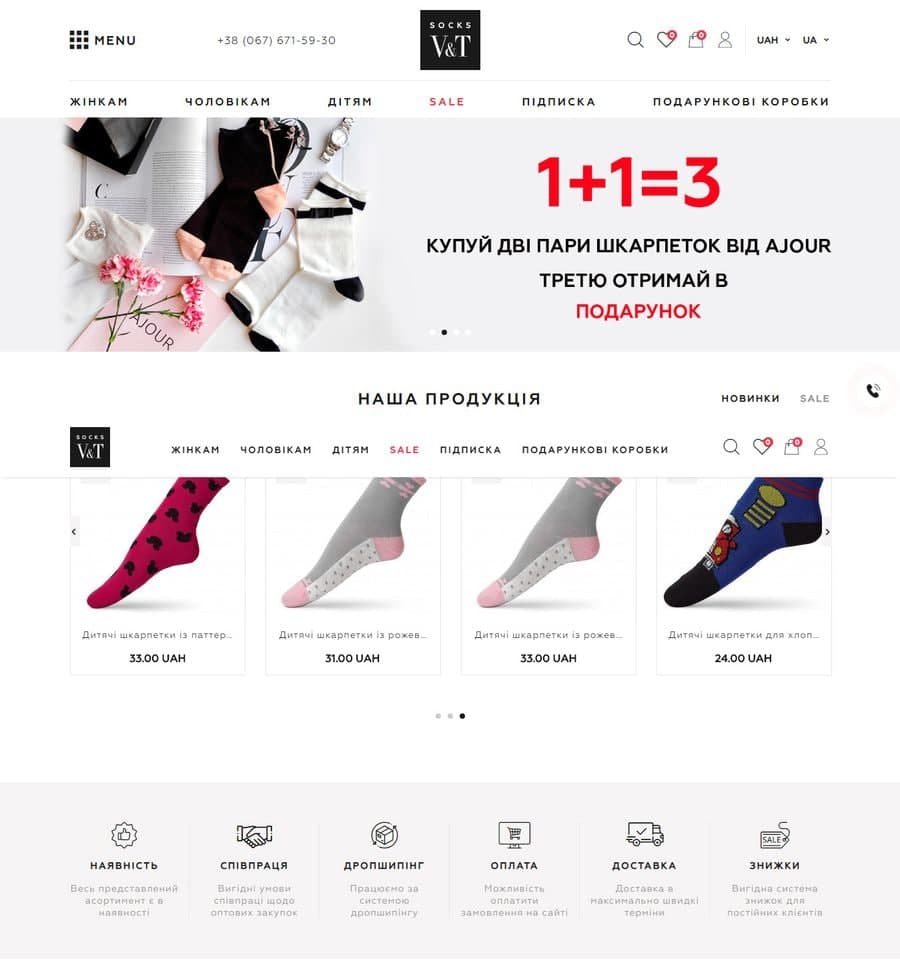 MENU
+38 (067) 671-59-30
SOCKS
V&T
0
0
UAH
UA
ЖІНКАМ
ЧОЛОВІКАМ
ДІТЯМ
SALE
ПІДПИСКА
ПОДАРУНКОВІ КОРОБКИ
C
AJOUR
1+1=3
КУПУЙ ДВІ ПАРИ ШКАРПЕТОК ВІД AJOUR
ТРЕТЮ ОТРИМАЙ В
ПОДАРУНОК
НАША ПРОДУКЦІЯ
НОВИНКИ
SALE
SOCKS
V&T
ЖІНКАМ
ЧОЛОВІКАМ
ДІТЯМ
SALE
ПІДПИСКА
ПОДАРУНКОВІ КОРОБКИ
0
0
Дитячі шкарпетки із паттер...
33.00 UAH
Дитячі шкарпетки із рожев...
31.00 UAH
Дитячі шкарпетки із рожев...
33.00 UAH
Дитячі шкарпетки для хлоп...
24.00 UAH
НАЯВНІСТЬ
Весь представлений
асортимент є в
наявності
СПІВПРАЦЯ
Вигідні умови
співпраці щодо
оптових закупок
ДРОПШИПІНГ
Працюємо за
системою
дропшипінгу
ОПЛАТА
Можливість
оплатити
замовлення на сайті
ДОСТАВКА
Доставка в
максимально швидкі
терміни
SALE
ЗНИЖКИ
Вигідна система
знижок для
постійних клієнтів